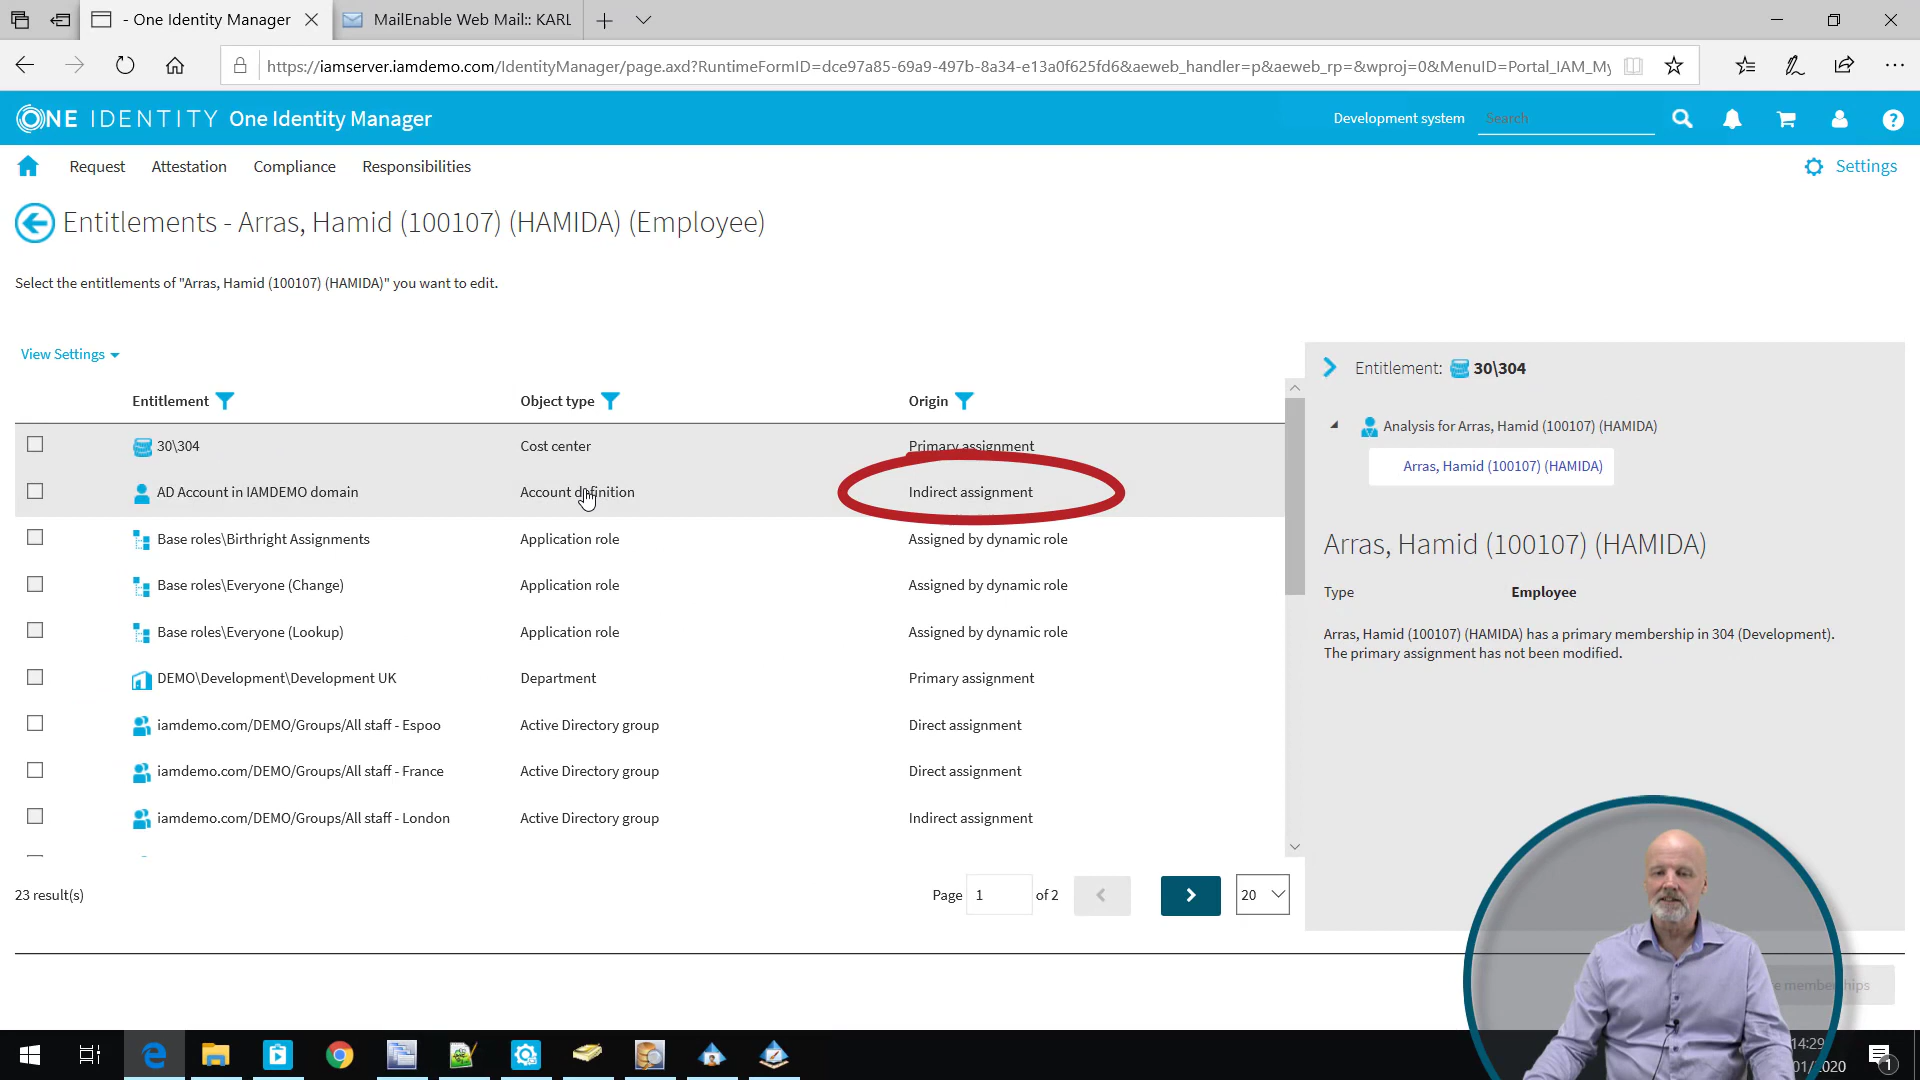 - One Identity Manager
MailEnable Web Mail:: KARL
https://iamserver.iamdemo.com/IdentityManager/page.axd?RuntimeFormID=dce97a85-69a9-497b-8a34-e13a0f625fd6&aeweb_handler=p&aeweb_rp=&wproj=0&MenuID=Portal_IAM_My
ONE IDENTITY One Identity Manager
Development system
Search
Request Attestation Compliance Responsibilities
Settings
Entitlements - Arras, Hamid (100107) (HAMIDA) (Employee)
Select the entitlements of "Arras, Hamid (100107) (HAMIDA)" you want to edit.
View Settings
Entitlement Object type Origin
30\304 Cost center Primary assignment
AD Account in IAMDEMO domain Account definition Indirect assignment
Base roles\Birthright Assignments Application role Assigned by dynamic role
Base roles\Everyone (Change) Application role Assigned by dynamic role
Base roles\Everyone (Lookup) Application role Assigned by dynamic role
DEMO\Development\Development UK Department Primary assignment
iamdemo.com/DEMO/Groups/All staff - Espoo Active Directory group Direct assignment
iamdemo.com/DEMO/Groups/All staff - France Active Directory group Direct assignment
iamdemo.com/DEMO/Groups/All staff - London Active Directory group Indirect assignment
23 result(s)
Page 1 of 2
20
Entitlement: 30\304
Analysis for Arras, Hamid (100107) (HAMIDA)
Arras, Hamid (100107) (HAMIDA)
Arras, Hamid (100107) (HAMIDA)
Type Employee
Arras, Hamid (100107) (HAMIDA) has a primary membership in 304 (Development).
The primary assignment has not been modified.
memberships
14:29
01/2020
1